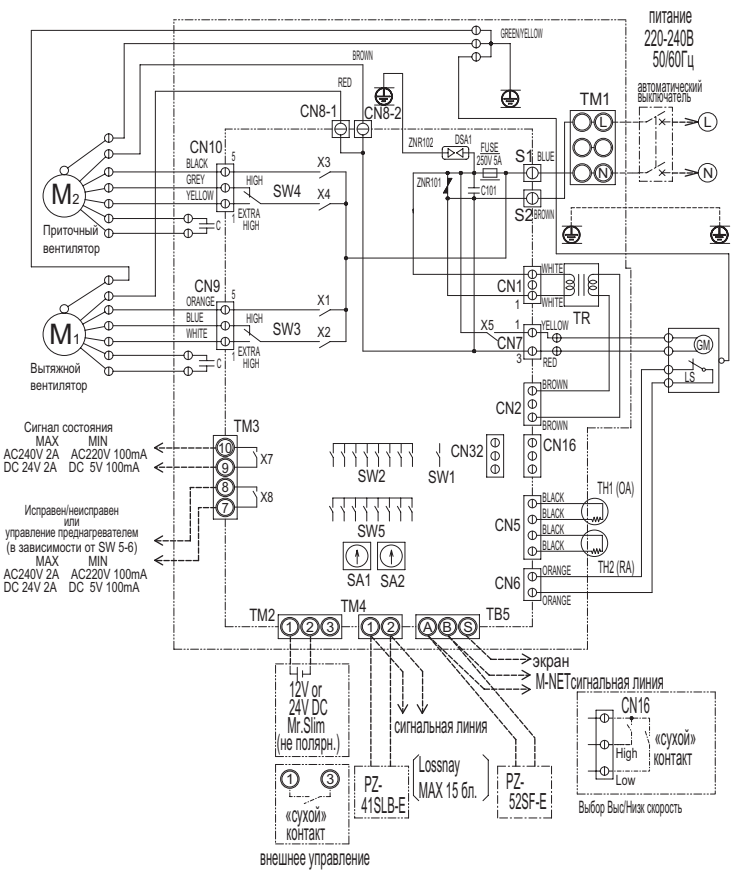 питание
220-240В
50/60Гц
GREEN/YELLOW
BROWN
RED
автоматический
выключатель
CN8-1
CN8-2
TM1
L
N
CN10
5
BLACK
GREY
YELLOW
1
HIGH
EXTRA
HIGH
SW4
X3
X4
C
M2
Приточный
вентилятор
ZNR102
DSA1
FUSE
250V 5A
ZNR101
C101
S1
BLUE
S2
BROWN
CN9
5
ORANGE
BLUE
WHITE
1
HIGH
EXTRA
HIGH
SW3
X1
X2
C
M1
Вытяжной
вентилятор
WHITE
CN1
1
WHITE
TR
X5
1
YELLOW
CN7
3
RED
GM
LS
BROWN
CN2
BROWN
Сигнал состояния
MAX MIN
AC240V 2A AC220V 100mA
DC 24V 2A DC 5V 100mA
TM3
10
9
8
7
X7
X8
SW2
SW1
CN32
CN16
SW5
SA1
SA2
Исправен/неисправен
или
управление преднагревателем
(в зависимости от SW 5-6)
MAX MIN
AC240V 2A AC220V 100mA
DC 24V 2A DC 5V 100mA
BLACK
BLACK
BLACK
BLACK
CN5
TH1 (OA)
TH2 (RA)
ORANGE
CN6
ORANGE
TM2
1 2 3
TM4
1 2
TB5
A B S
экран
M-NET сигнальная линия
12V or
24V DC
Mr.Slim
(не полярн.)
сигнальная линия
1 3
«сухой»
контакт
внешнее управление
PZ-
41SLB-E
Lossnay
MAX 15 бл.
PZ-
52SF-E
CN16
High
Low
«сухой»
контакт
Выбор Выс/Низк скорость